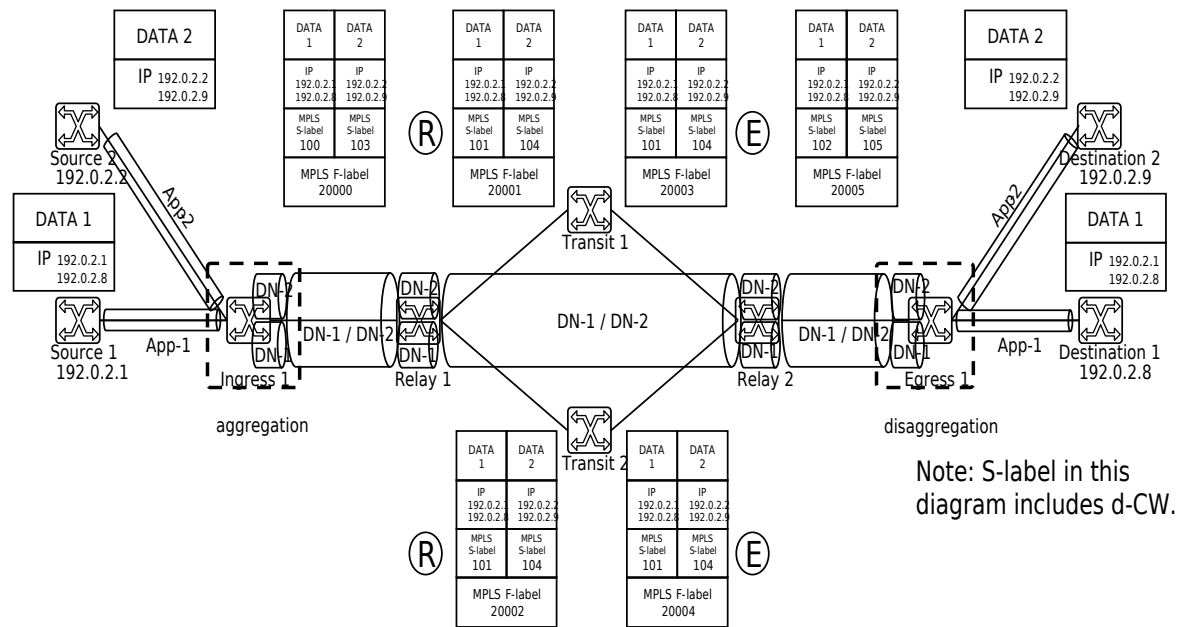 DATA 2
IP 192.0.2.2
192.0.2.9
DATA
1
DATA
2
IP
192.0.2.1
192.0.2.8
IP
192.0.2.2
192.0.2.9
MPLS
S-label
100
MPLS
S-label
103
MPLS F-label
20000
R
DATA
1
DATA
2
IP
192.0.2.1
192.0.2.8
IP
192.0.2.2
192.0.2.9
MPLS
S-label
101
MPLS
S-label
104
MPLS F-label
20001
DATA
1
DATA
2
IP
192.0.2.1
192.0.2.8
IP
192.0.2.2
192.0.2.9
MPLS
S-label
101
MPLS
S-label
104
MPLS F-label
20003
E
DATA
1
DATA
2
IP
192.0.2.1
192.0.2.8
IP
192.0.2.2
192.0.2.9
MPLS
S-label
102
MPLS
S-label
105
MPLS F-label
20005
DATA 2
IP 192.0.2.2
192.0.2.9
Source 2
192.0.2.2
App2
Destination 2
192.0.2.9
App2
DATA 1
IP 192.0.2.1
192.0.2.8
DATA 1
IP 192.0.2.1
192.0.2.8
Transit 1
Source 1
192.0.2.1
App-1
DN-2
DN-1
Ingress 1
DN-1 / DN-2
DN-2
DN-1
Relay 1
DN-1 / DN-2
DN-2
DN-1
Relay 2
DN-1 / DN-2
DN-2
DN-1
Egress 1
App-1
Destination 1
192.0.2.8
aggregation
disaggregation
Transit 2
R
DATA
1
DATA
2
IP
192.0.2.1
192.0.2.8
IP
192.0.2.2
192.0.2.9
MPLS
S-label
101
MPLS
S-label
104
MPLS F-label
20002
DATA
1
DATA
2
IP
192.0.2.1
192.0.2.8
IP
192.0.2.2
192.0.2.9
MPLS
S-label
101
MPLS
S-label
104
MPLS F-label
20004
E
Note: S-label in this
diagram includes d-CW.